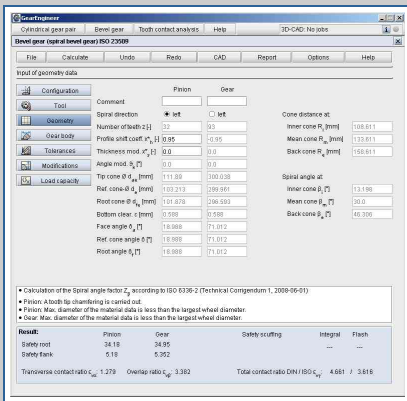 GearEngineer
Cylindrical gear pair Bevel gear Tooth contact analysis Help 3D-CAD: No jobs
Bevel gear (spiral bevel gear) ISO 23509
File Calculate Undo Redo CAD Report Options Help
Input of geometry data
Configuration
Tool
Geometry
Gear body
Tolerances
Modifications
Load capacity
Pinion Gear
Comment
Spiral direction left left Cone distance at:
Number of teeth z [-] 32 93 Inner cone Ri [mm] 108.611
Profile shift coeff. x*h [-] 0.95 -0.95 Mean cone Rm [mm] 133.611
Thickness mod. x*s [-] 0.0 0.0 Back cone Re [mm] 158.611
Angle mod. [°] 0.0 0.0
Tip cone Ø dae [mm] 111.89 300.038 Spiral angle at:
Ref. cone-Ø de [mm] 103.213 299.961 Inner cone βi [°] 13.196
Root cone Ø dfe [mm] 101.678 296.593 Mean cone βm [°] 30.0
Bottom clear. c [mm] 0.588 0.588 Back cone βe [°] 46.306
Face angle δa [°] 18.988 71.012
Ref. cone angle δ [°] 18.988 71.012
Root angle δf [°] 18.988 71.012
• Calculation of the Spiral angle factor Zβ according to ISO 6336-2 (Technical Corrigendum 1, 2008-06-01)
• Pinion: A tooth tip chamfering is carried out.
• Pinion: Max. diameter of the material data is less than the largest wheel diameter.
• Gear: Max. diameter of the material data is less than the largest wheel diameter.
Result: Pinion Gear Safety scuffing Integral Flash
Safety root 34.18 34.95 --- ---
Safety flank 5.18 5.352
Transverse contact ratio εvα: 1.279 Overlap ratio εvβ: 3.382 Total contact ratio DIN / ISO εvγ: 4.661 / 3.616